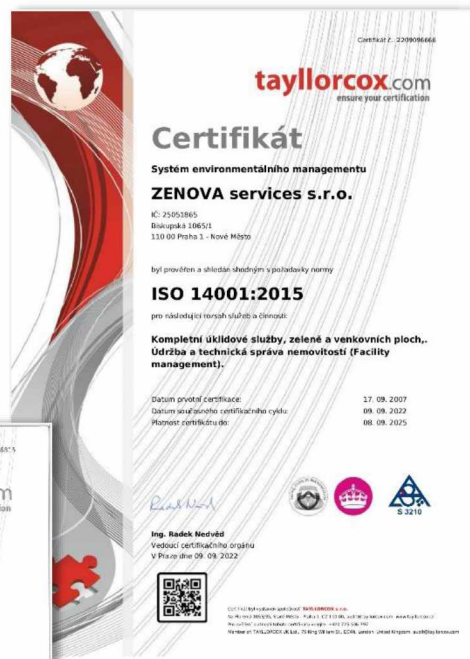 Certifikát č.: 2209096668
tayllorcox.com
ensure your certification
Certifikát
Systém environmentálního managementu
ZENOVA services s.r.o.
IČ: 25051865
Biskupská 1065/1
110 00 Praha 1 - Nové Město
byl prověřen a shledán shodným s požadavky normy
ISO 14001:2015
pro následující rozsah služeb a činností:
Kompletní úklidové služby, zeleně a venkovních ploch,.
Údržba a technická správa nemovitostí (Facility
management).
Datum prvotní certifikace: 17. 09. 2007
Datum současného certifikačního cyklu: 09. 09. 2022
Platnost certifikátu do: 08. 09. 2025
S 3210
Ing. Radek Nedvěd
Vedoucí certifikačního orgánu
V Praze dne 09. 09. 2022